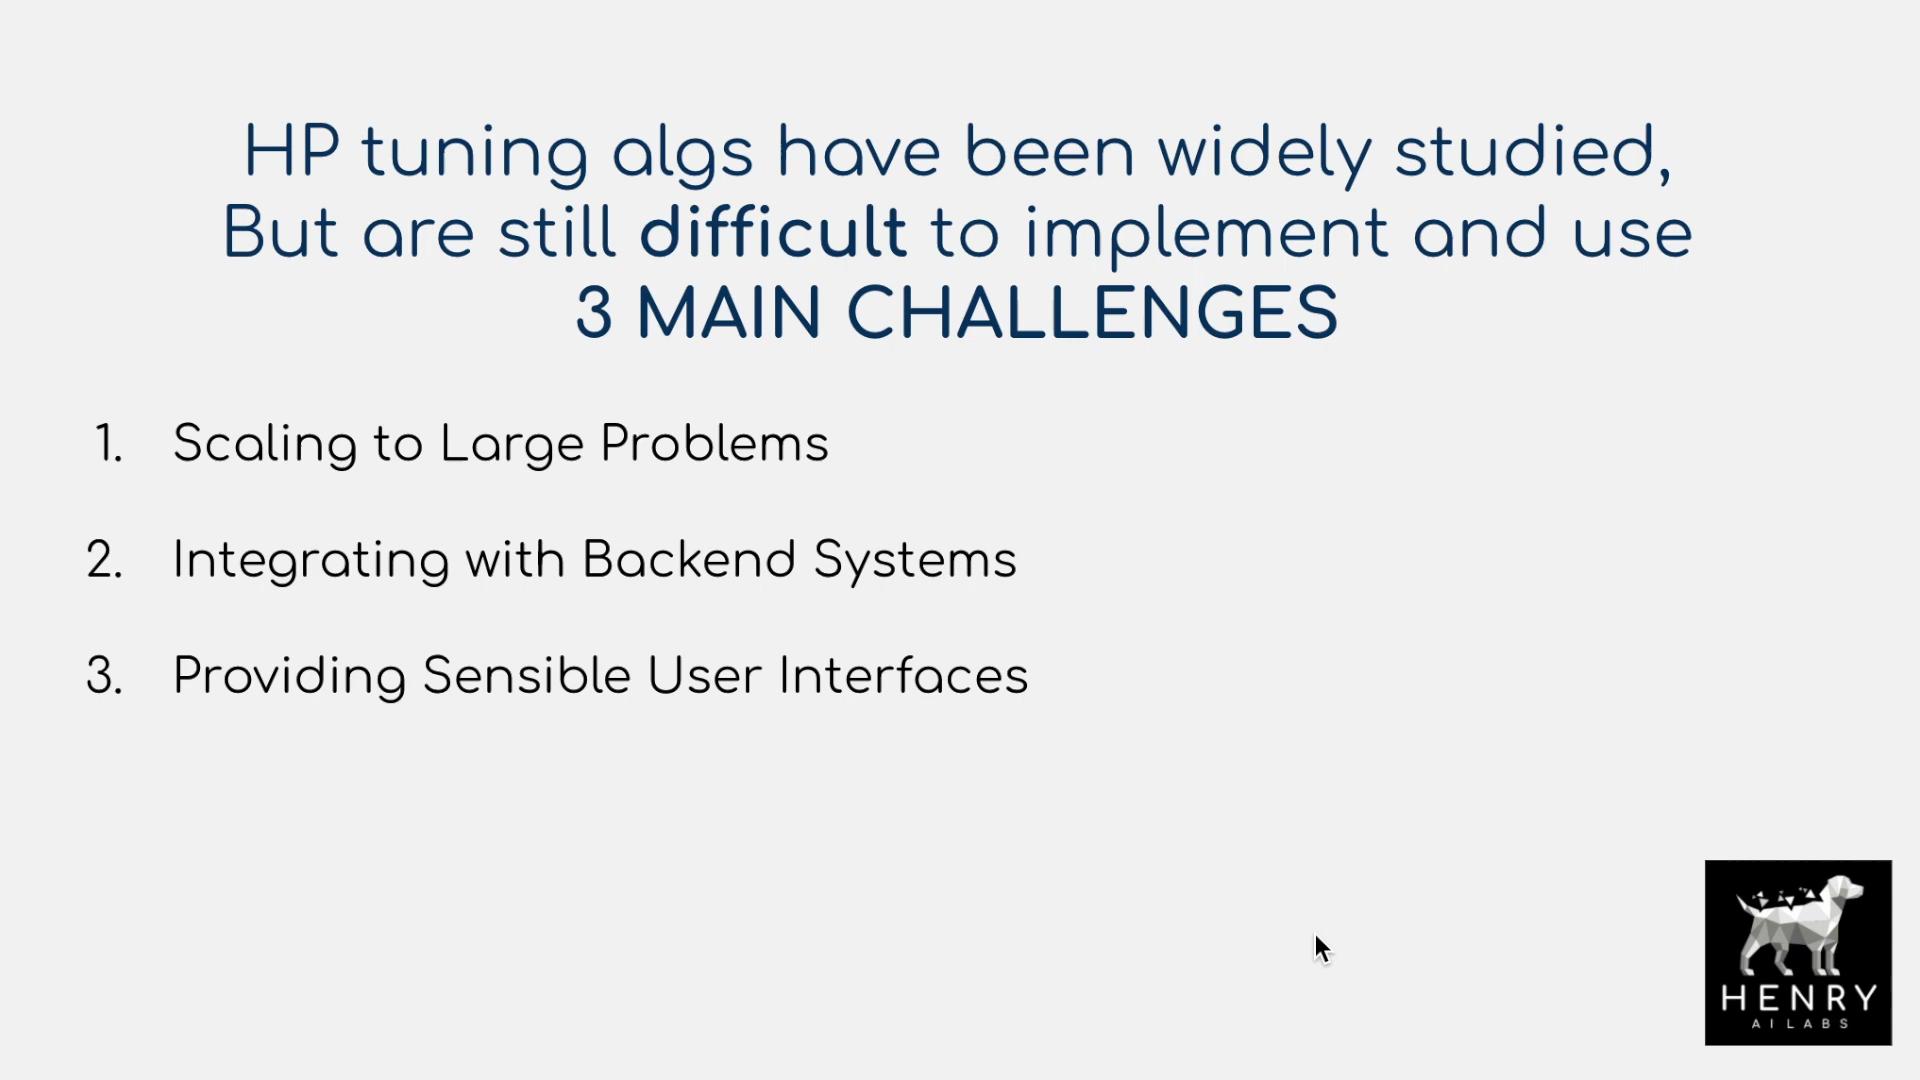 HP tuning algs have been widely studied,
But are still difficult to implement and use
3 MAIN CHALLENGES
1. Scaling to Large Problems
2. Integrating with Backend Systems
3. Providing Sensible User Interfaces
HENRY
AI LABS